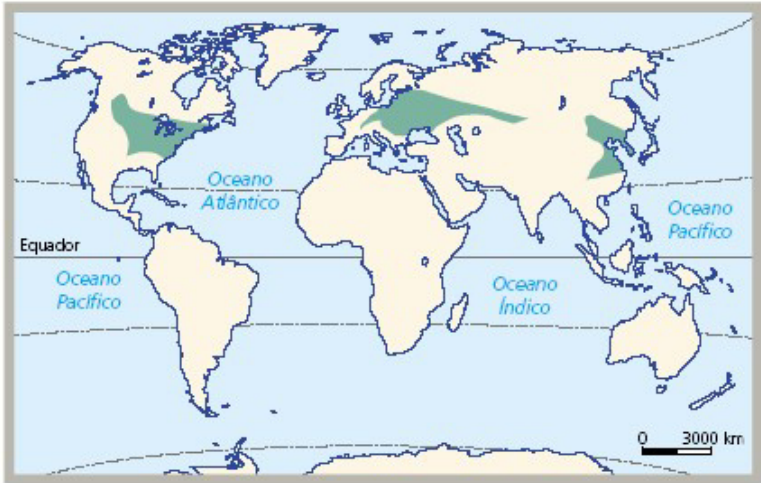 Oceano
Atlântico
Oceano
Pacífico
Equador
Oceano
Pacífico
Oceano
Índico
0 3000 km